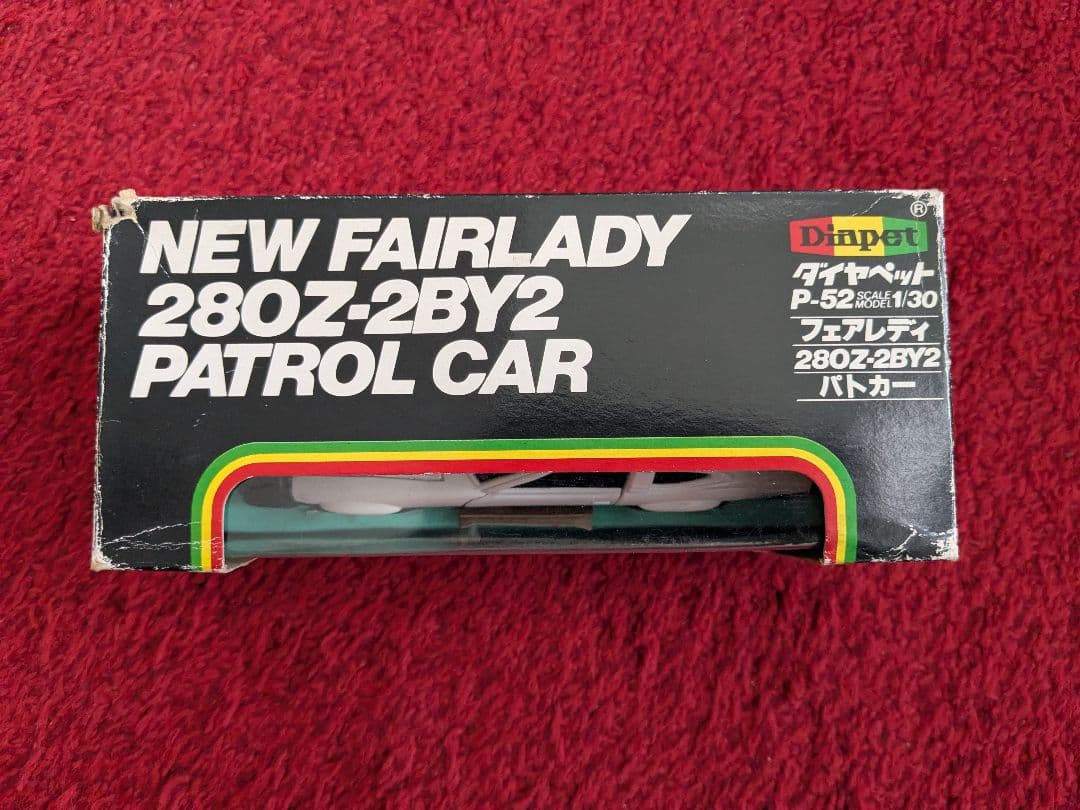 NEW FAIRLADY
280Z-2BY2
PATROL CAR
Diapet ®
ダイヤペット
P-52 SCALE MODEL 1/30
フェアレディ
280Z-2BY2
パトカー